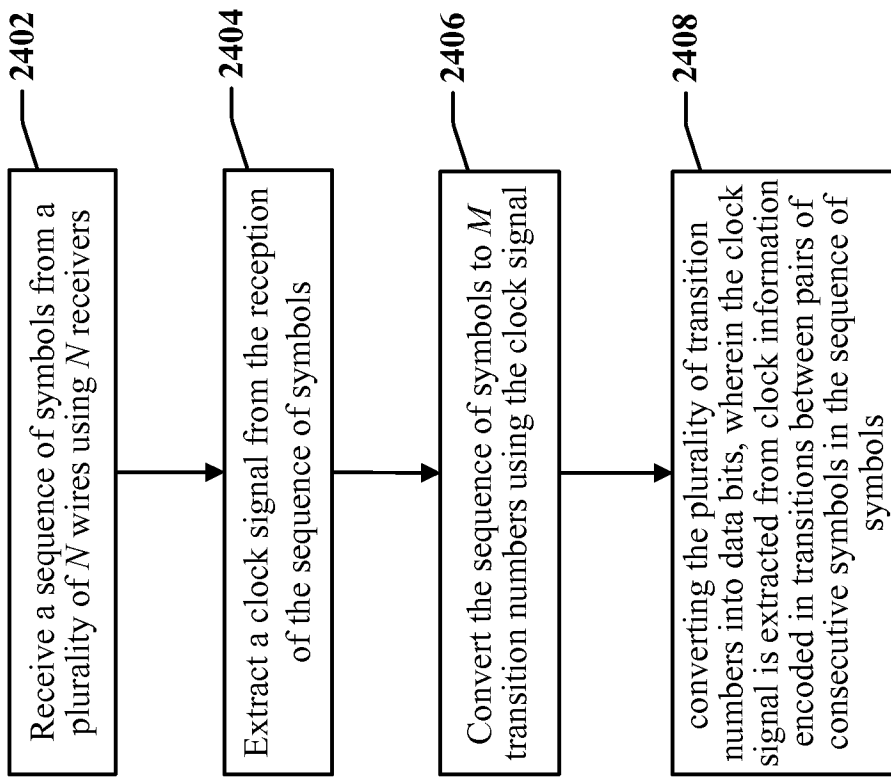 Receive a sequence of symbols from a
plurality of N wires using N receivers
2402
Extract a clock signal from the reception
of the sequence of symbols
2404
Convert the sequence of symbols to M
transition numbers using the clock signal
2406
converting the plurality of transition
numbers into data bits, wherein the clock
signal is extracted from clock information
encoded in transitions between pairs of
consecutive symbols in the sequence of
symbols
2408